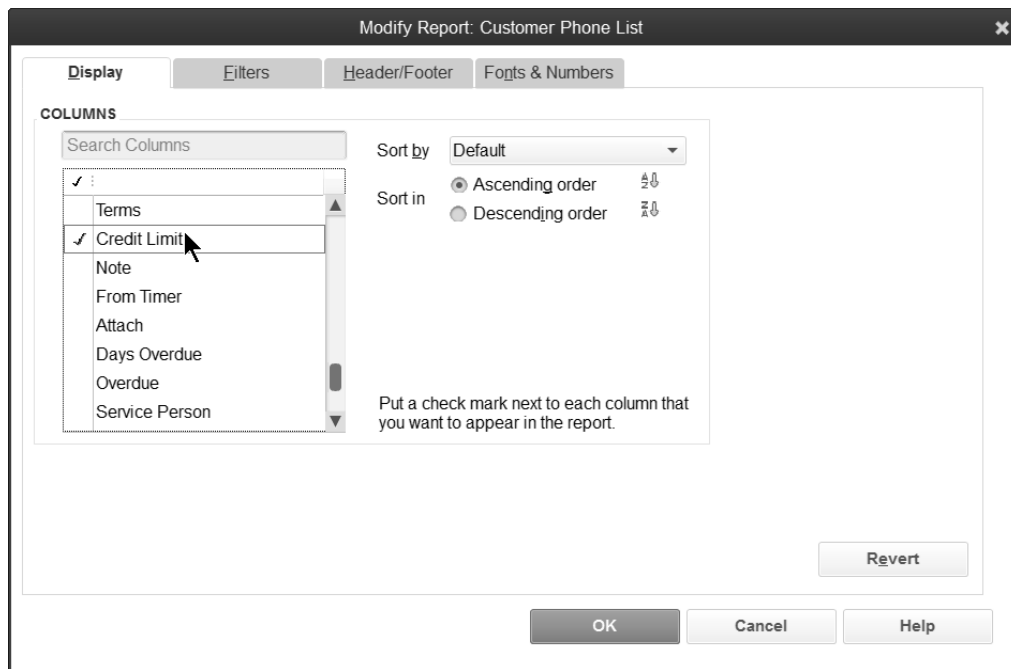 Modify Report: Customer Phone List
Display Filters Header/Footer Fonts & Numbers
COLUMNS
Search Columns
Sort by Default
Sort in Ascending order
Descending order
Terms
Credit Limit
Note
From Timer
Attach
Days Overdue
Overdue
Service Person
Put a check mark next to each column that
you want to appear in the report.
Revert
OK Cancel Help